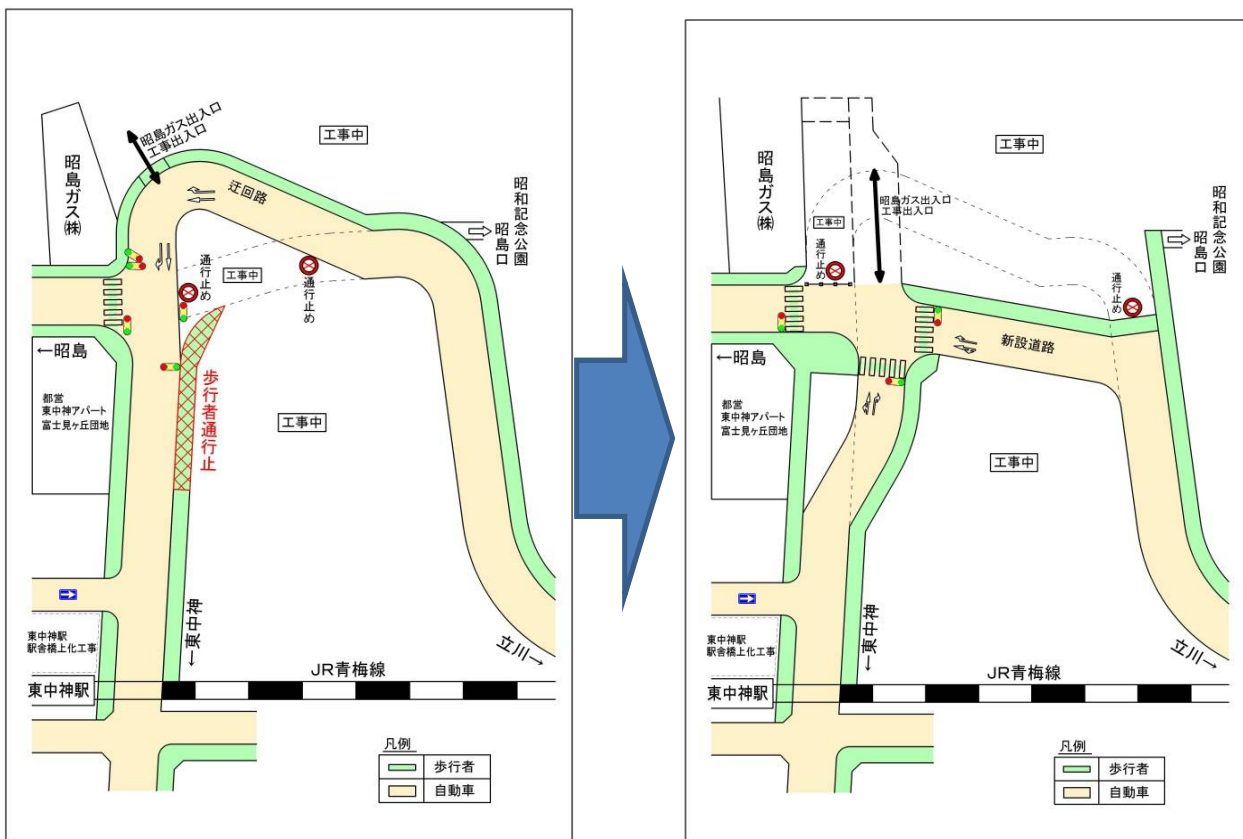 昭島ガス出入口
工事出入口
工事中
昭島ガス㈱
迂回路
昭和記念公園
昭島口
通行止め
工事中
通行止め
←昭島
歩行者通行止
都営
東中神アパート
富士見ヶ丘団地
工事中
←東中神
東中神駅
駅舎橋上化工事
立川→
JR青梅線
東中神駅
凡例
歩行者
自動車
工事中
昭島ガス㈱
昭島ガス出入口
工事出入口
工事中
昭和記念公園
昭島口
通行止め
通行止め
←昭島
新設道路
都営
東中神アパート
富士見ヶ丘団地
工事中
←東中神
東中神駅
駅舎橋上化工事
立川→
JR青梅線
東中神駅
凡例
歩行者
自動車